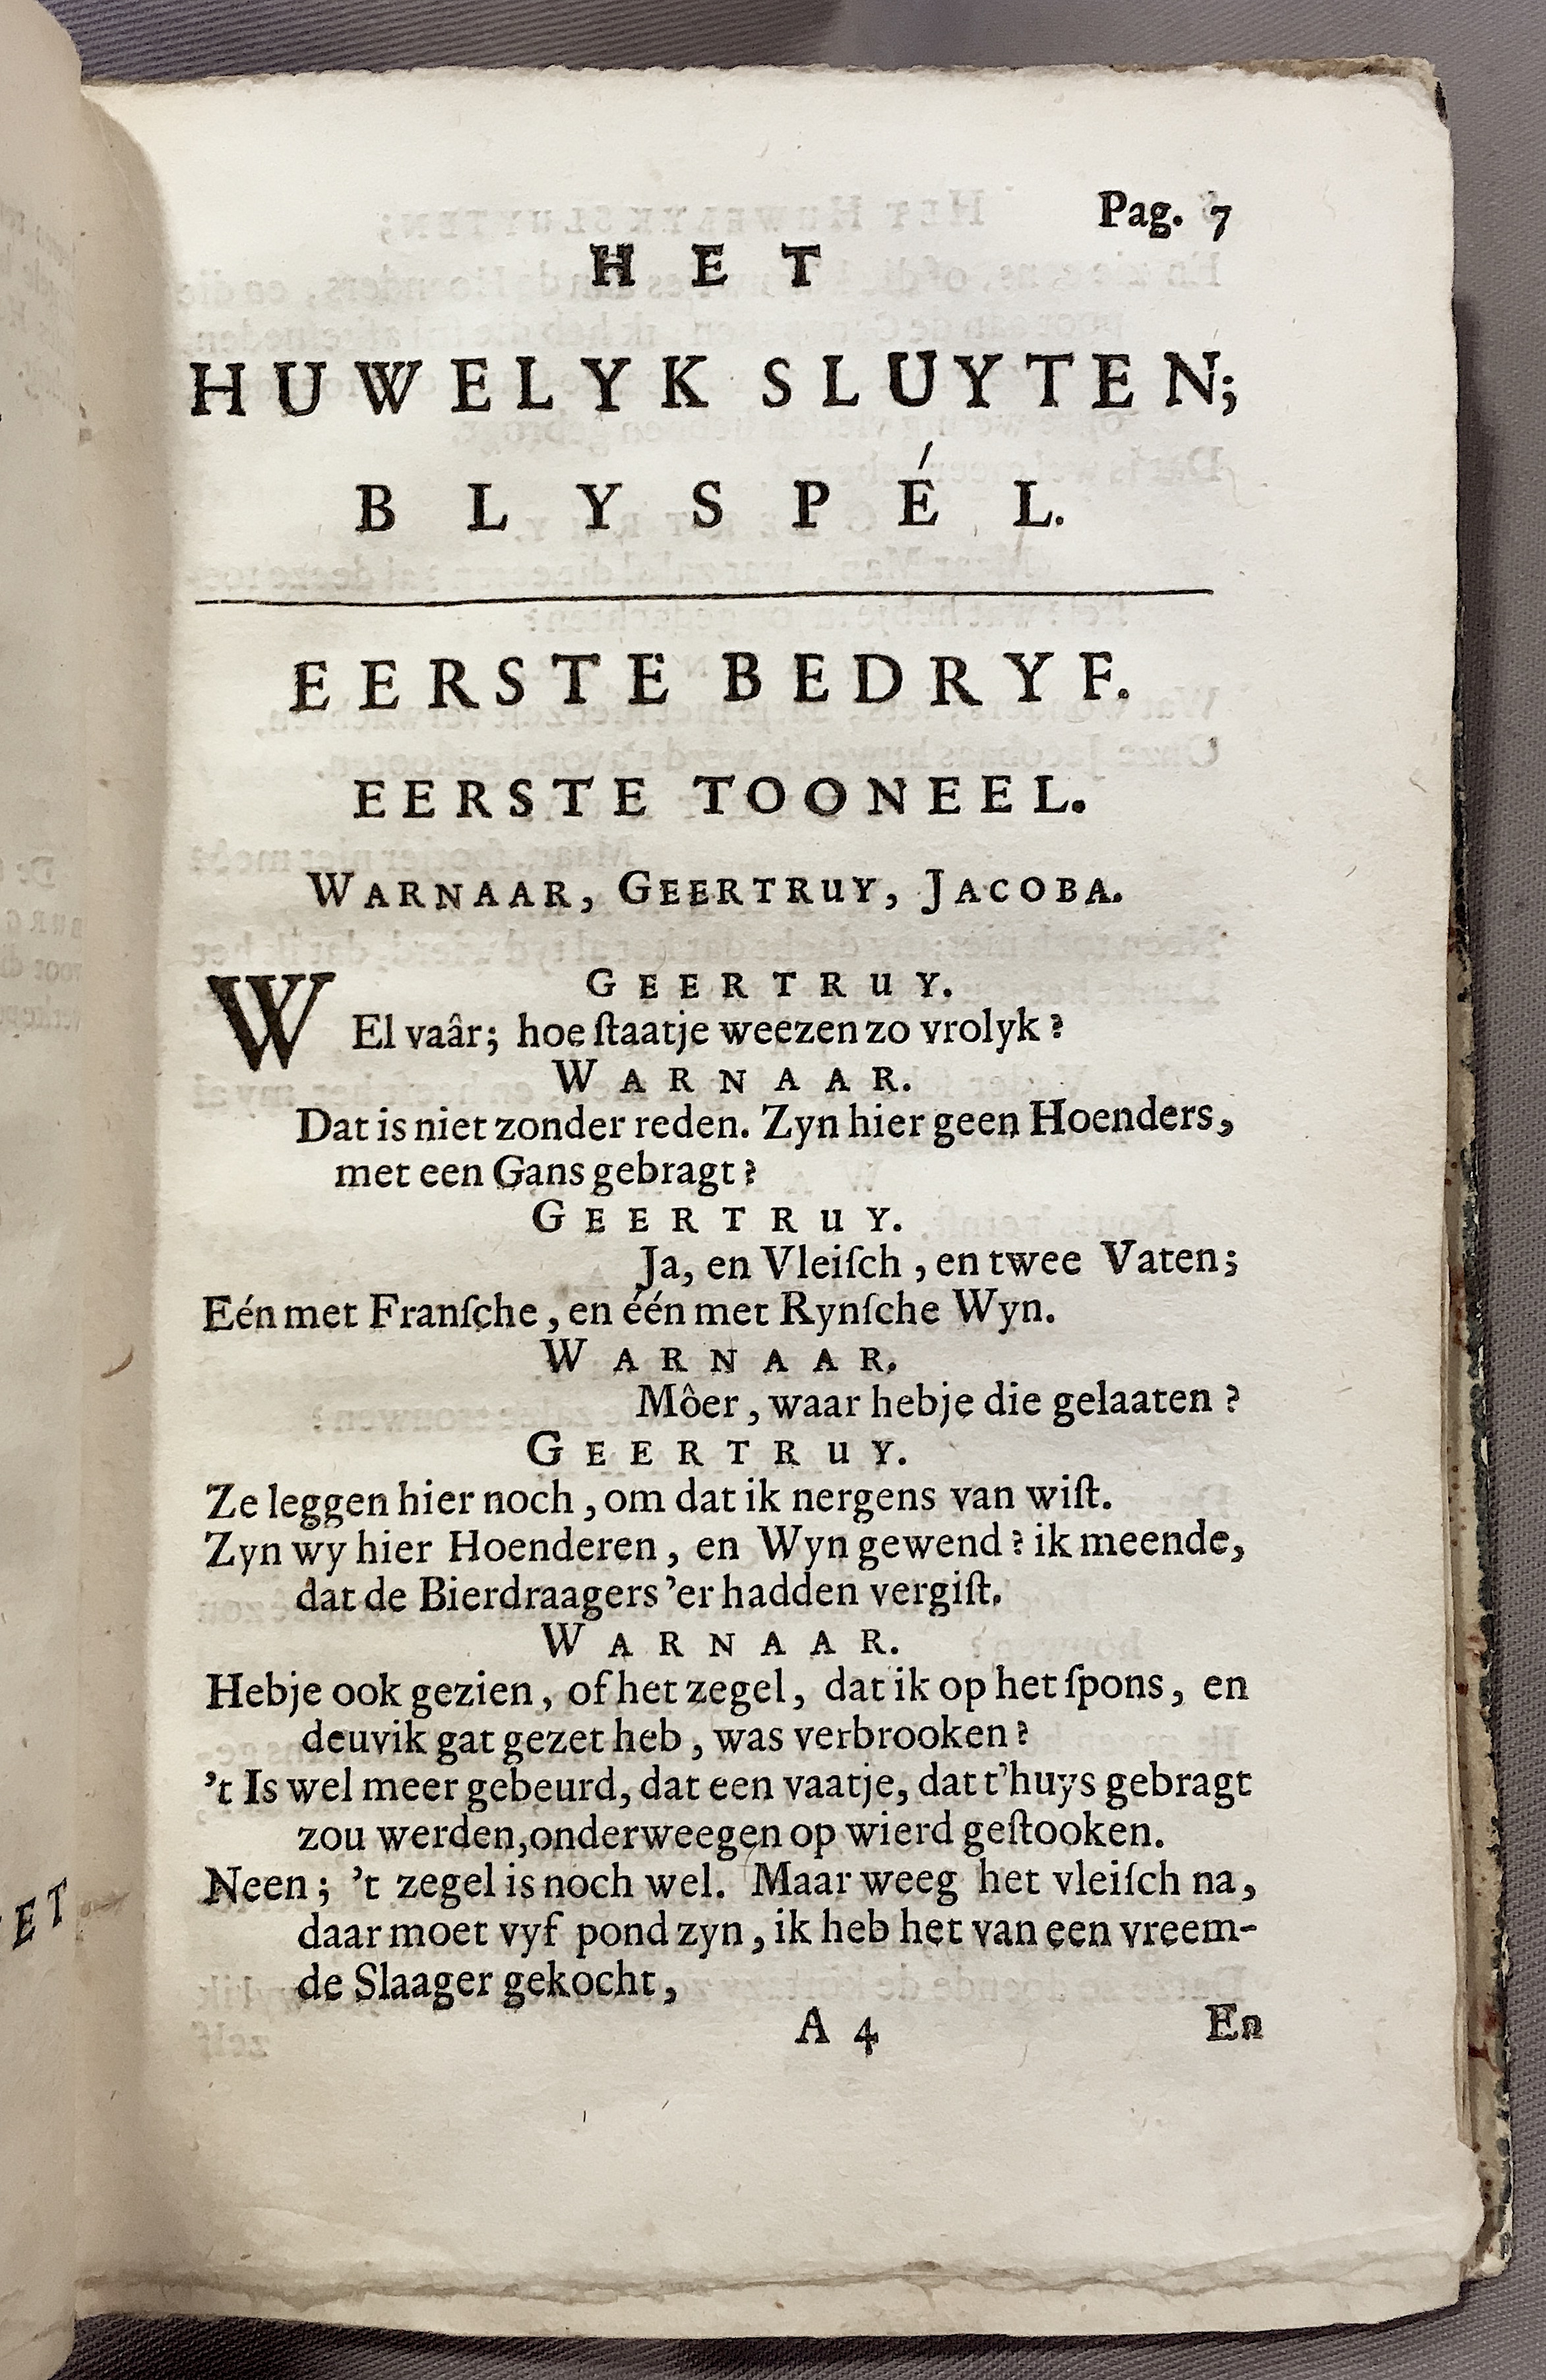 Pag. 7
HET
HUWELYK SLUYTEN;
BLYSPÉL.
EERSTE BEDRYF.
EERSTE TOONEEL.
WARNAAR, GEERTRUY, JACOBA.
GEERTRUY.
WEl vaâr; hoe ſtaatje weezen zo vrolyk?
WARNAAR.
Dat is niet zonder reden. Zyn hier geen Hoenders,
met een Gans gebragt?
GEERTRUY.
Ja, en Vleiſch, en twee Vaten;
Eén met Franſche, en één met Rynſche Wyn.
WARNAAR.
Môer, waar hebje die gelaaten?
GEERTRUY.
Ze leggen hier noch, om dat ik nergens van wiſt.
Zyn wy hier Hoenderen, en Wyn gewend? ik meende,
dat de Bierdraagers 'er hadden vergiſt.
WARNAAR.
Hebje ook gezien, of het zegel, dat ik op het ſpons, en
deuvik gat gezet heb, was verbrooken?
't Is wel meer gebeurd, dat een vaatje, dat t'huys gebragt
zou werden, onderweegen op wierd geſtooken.
Neen; 't zegel is noch wel. Maar weeg het vleiſch na,
daar moet vyf pond zyn, ik heb het van een vreem-
de Slaager gekocht,
A 4
En
ET